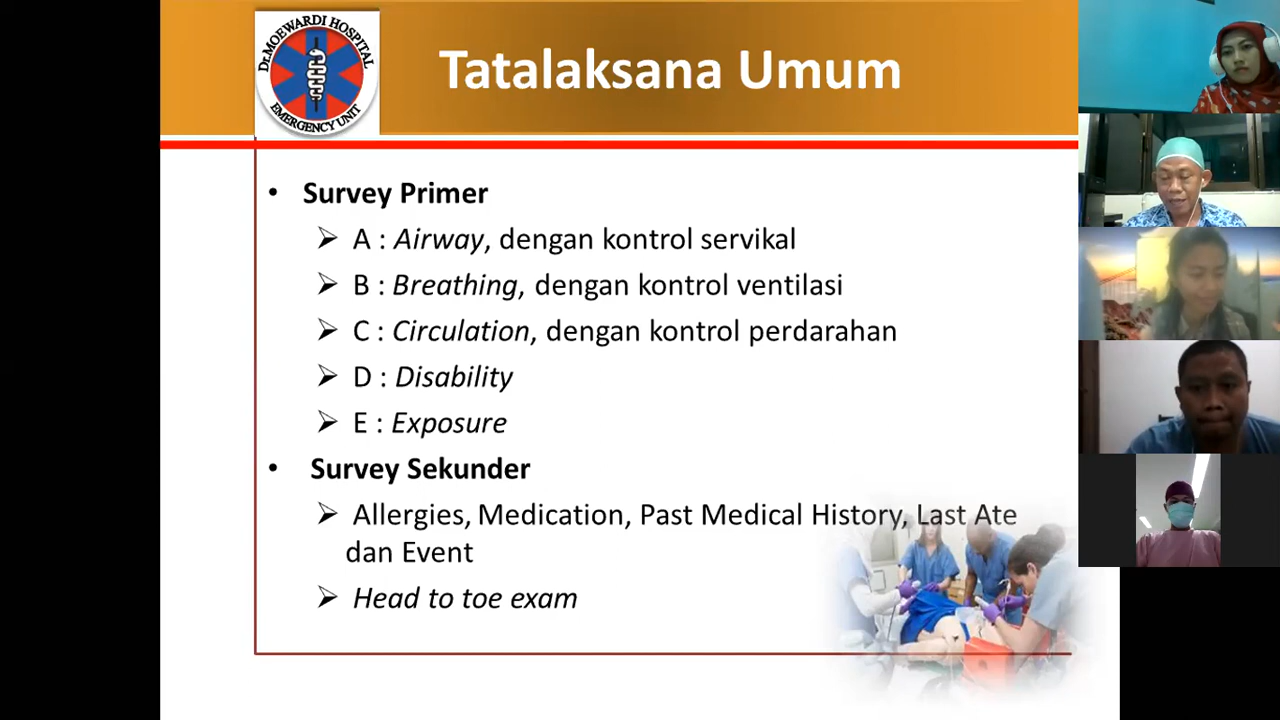 Dr.MOEWARDI HOSPITAL
EMERGENCY UNIT
Tatalaksana Umum
• Survey Primer
➢ A : Airway, dengan kontrol servikal
➢ B : Breathing, dengan kontrol ventilasi
➢ C : Circulation, dengan kontrol perdarahan
➢ D : Disability
➢ E : Exposure
• Survey Sekunder
➢ Allergies, Medication, Past Medical History, Last Ate
dan Event
➢ Head to toe exam